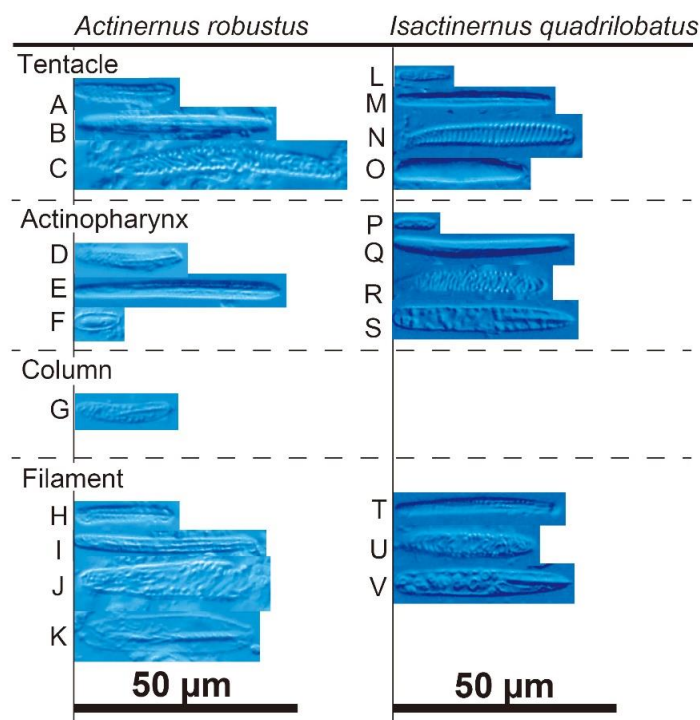 Actinernus robustus Isactinernus quadrilobatus
Tentacle
A
B
C
L
M
N
O
Actinopharynx
D
E
F
P
Q
R
S
Column
G
Filament
H
I
J
K
T
U
V
50 μm 50 μm